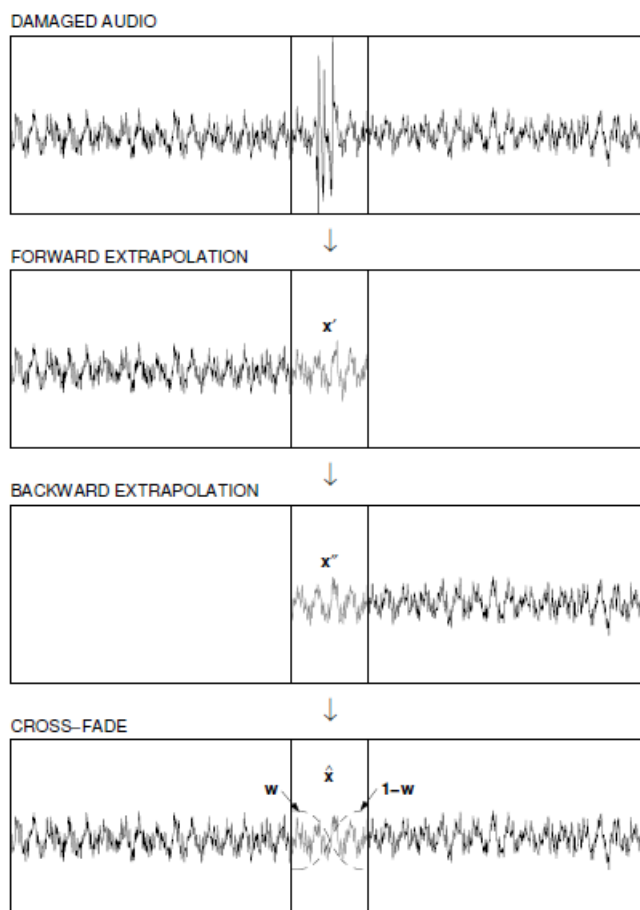 DAMAGED AUDIO
↓
FORWARD EXTRAPOLATION
x′
↓
BACKWARD EXTRAPOLATION
x″
↓
CROSS–FADE
w x̂ 1–w